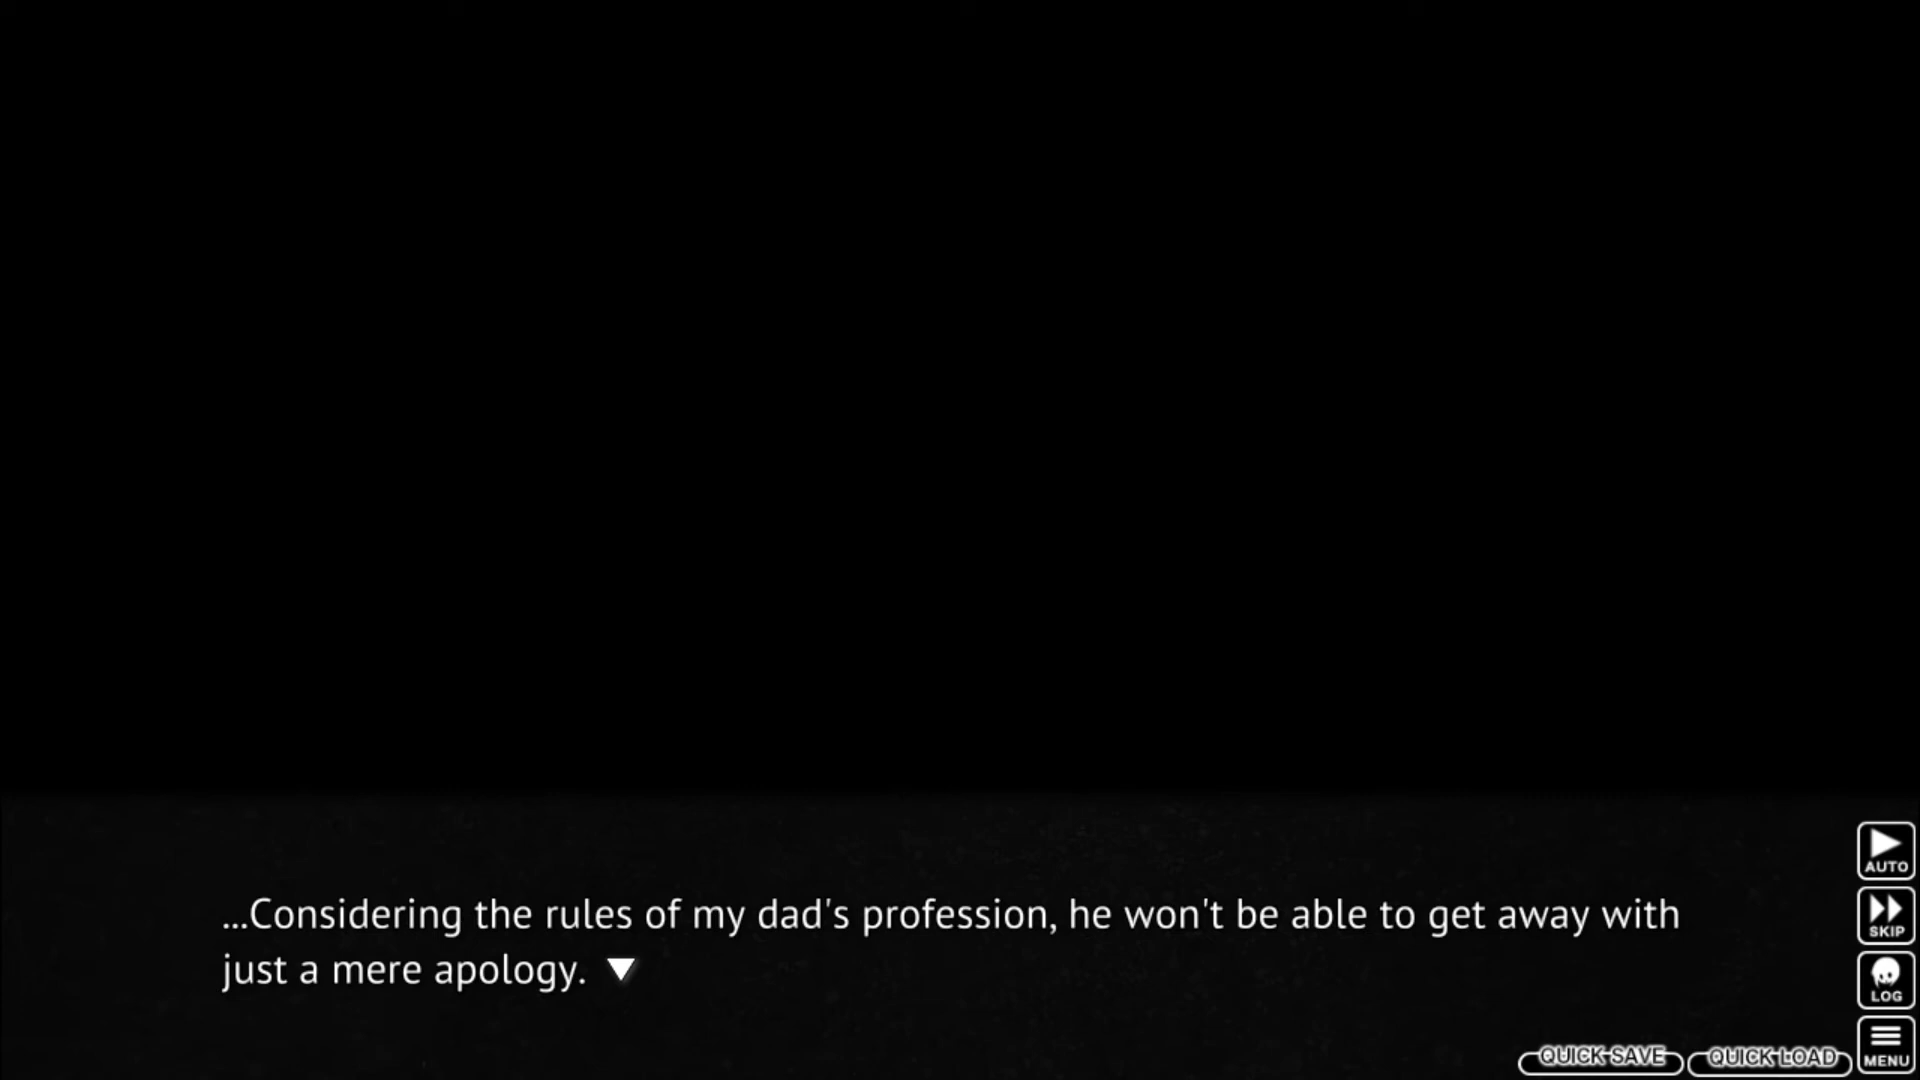 ...Considering the rules of my dad's profession, he won't be able to get away with
just a mere apology.
AUTO
SKIP
LOG
MENU
QUICK SAVE QUICK LOAD